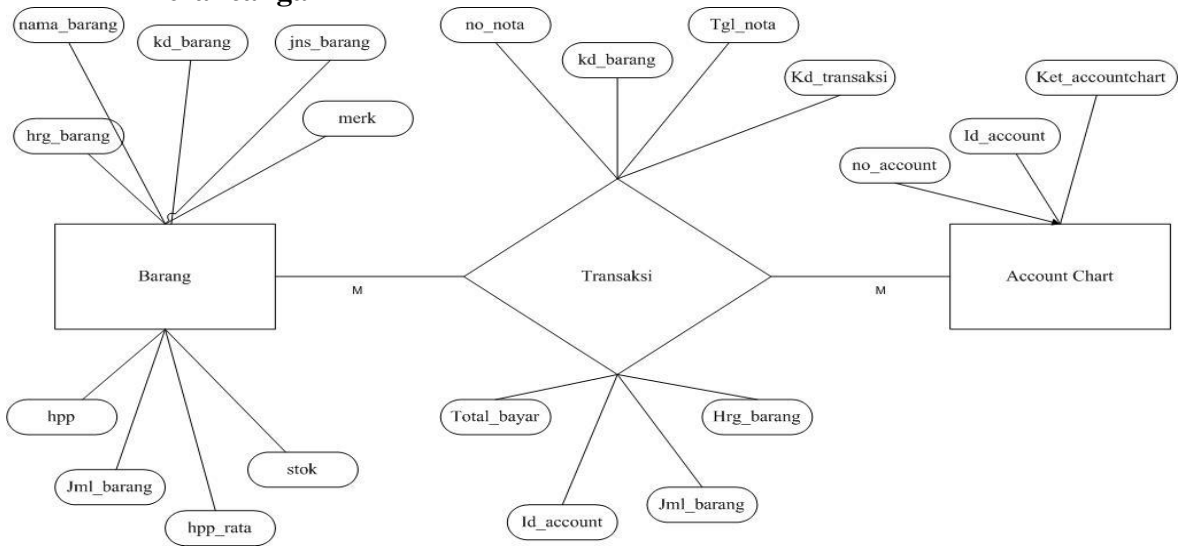 nama_barang
kd_barang
jns_barang
merk
hrg_barang
Barang
M
hpp
Jml_barang
hpp_rata
stok
no_nota
kd_barang
Tgl_nota
Kd_transaksi
Transaksi
Total_bayar
Id_account
Jml_barang
Hrg_barang
M
Ket_accountchart
Id_account
no_account
Account Chart